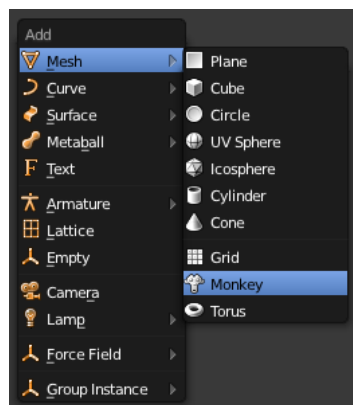 Add
Mesh
Curve
Surface
Metaball
Text
Armature
Lattice
Empty
Camera
Lamp
Force Field
Group Instance
Plane
Cube
Circle
UV Sphere
Icosphere
Cylinder
Cone
Grid
Monkey
Torus